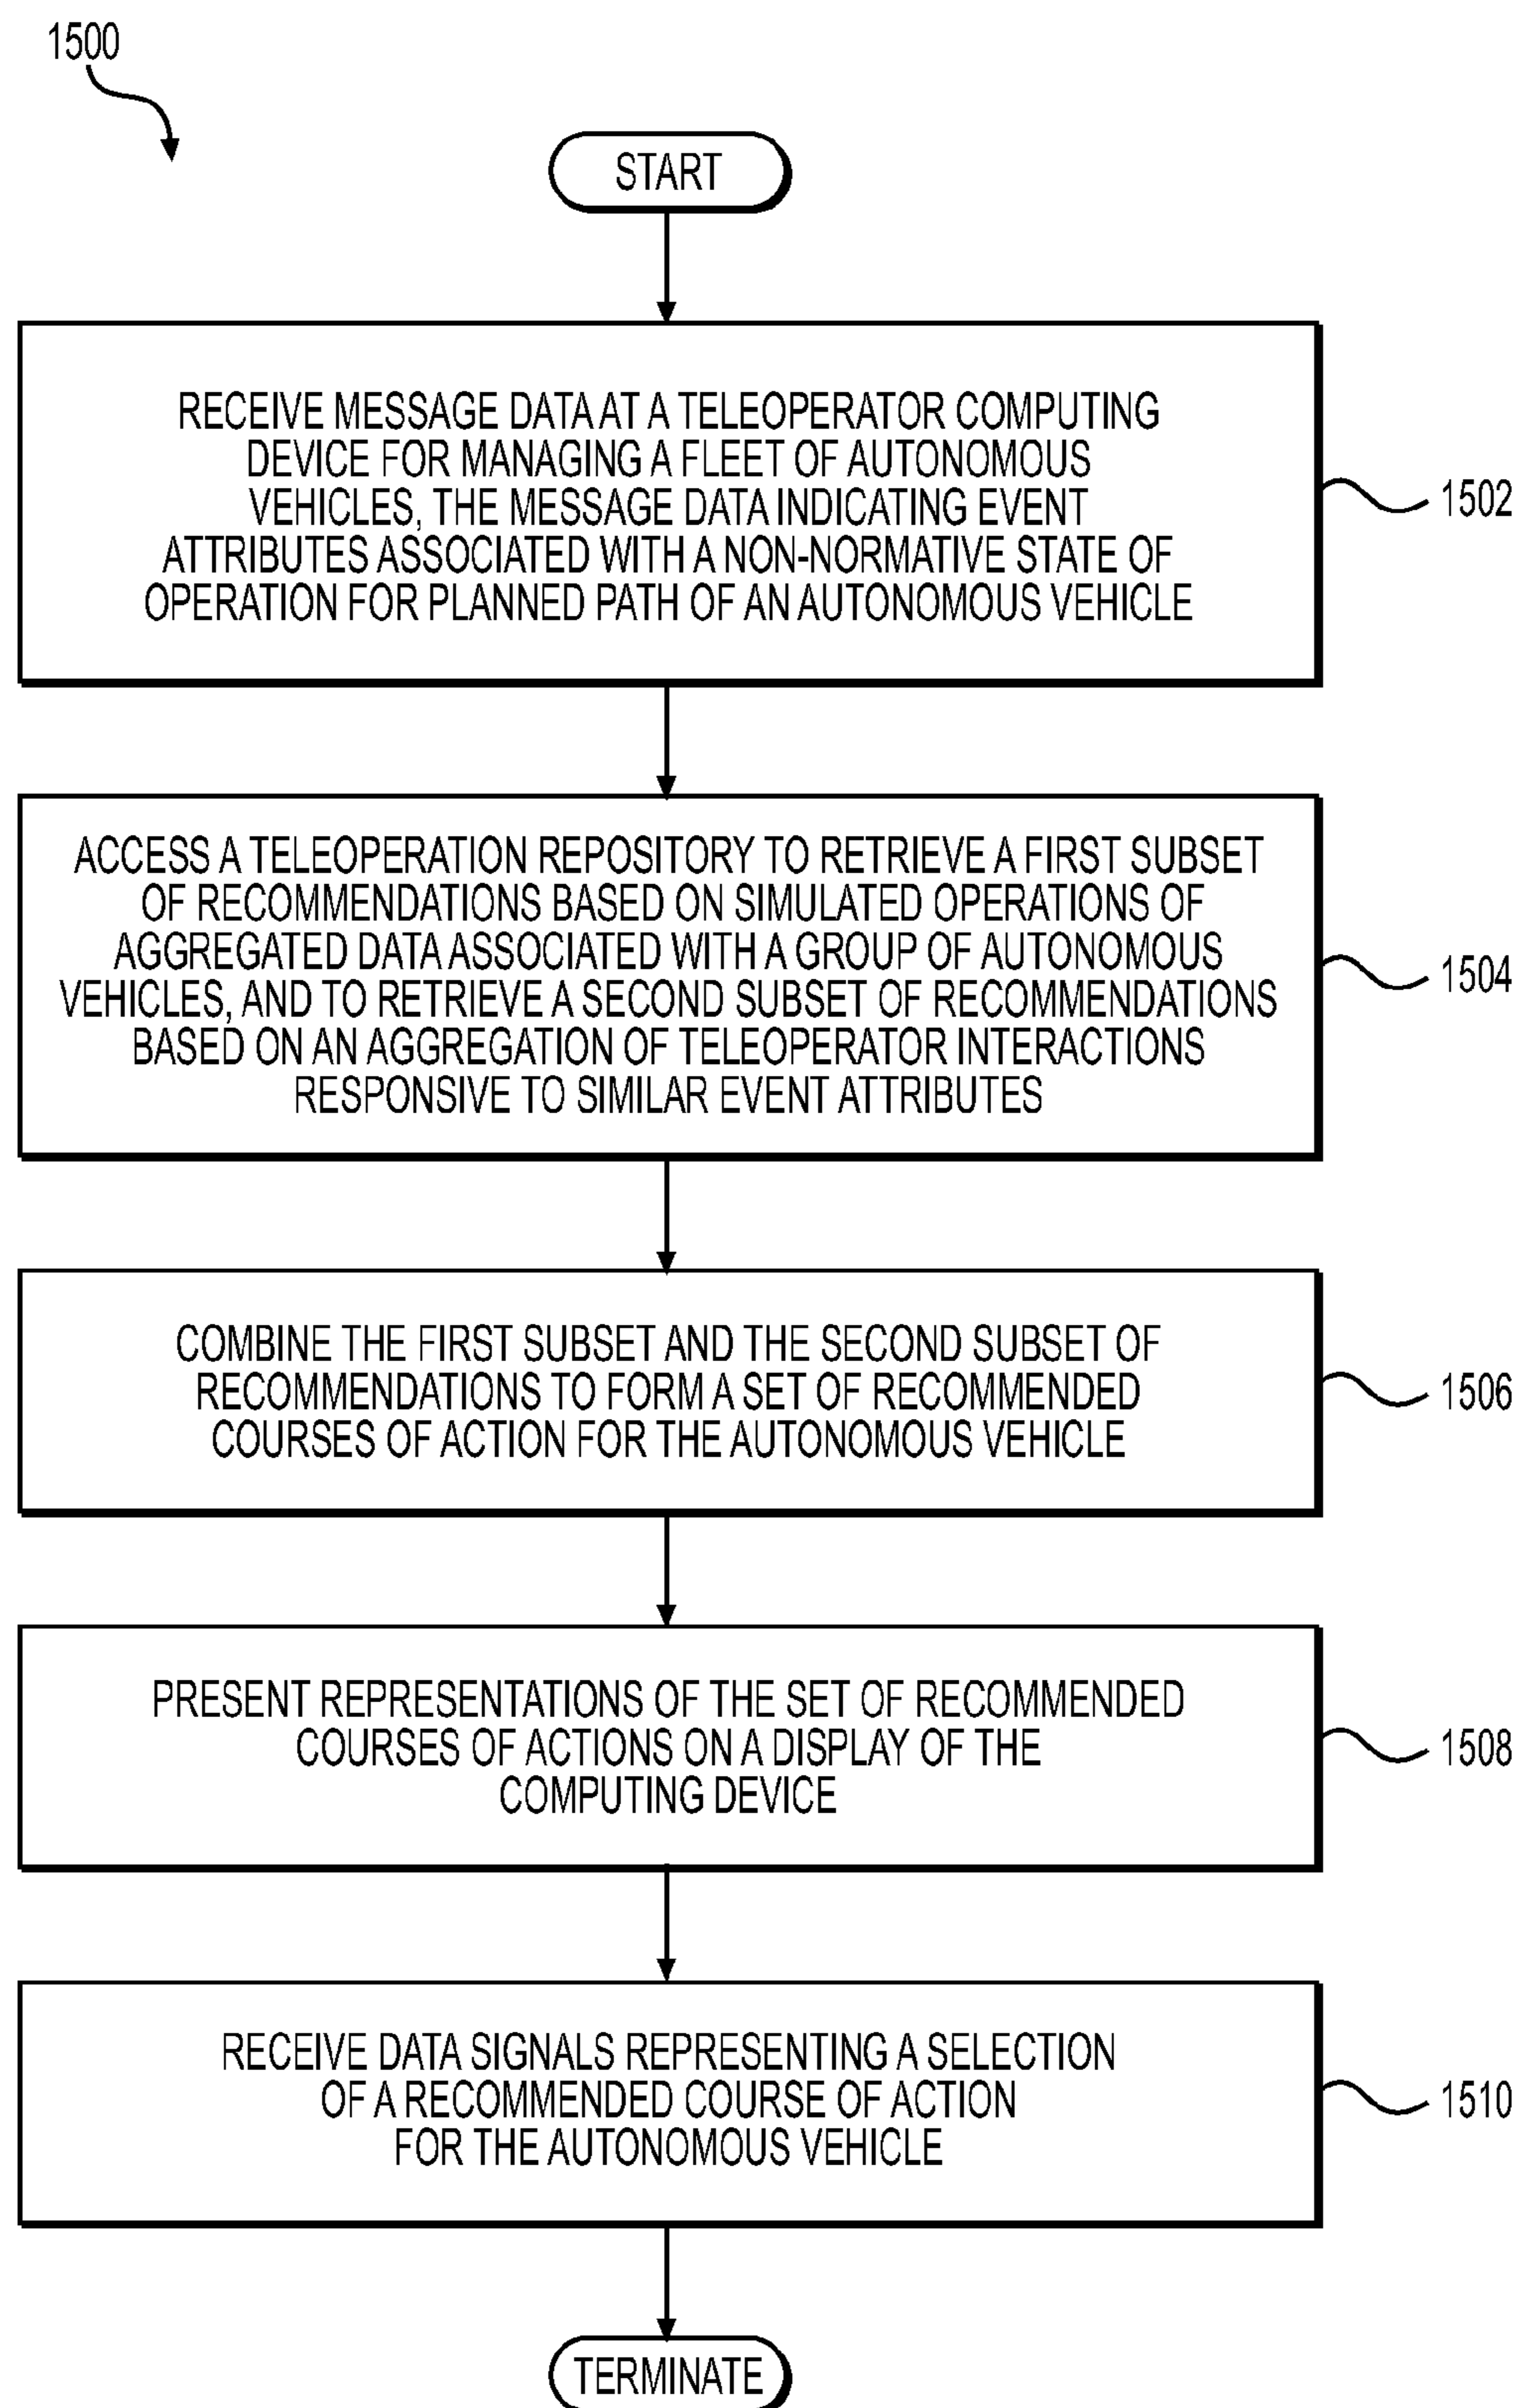 1500
START
RECEIVE MESSAGE DATA AT A TELEOPERATOR COMPUTING
DEVICE FOR MANAGING A FLEET OF AUTONOMOUS
VEHICLES, THE MESSAGE DATA INDICATING EVENT
ATTRIBUTES ASSOCIATED WITH A NON-NORMATIVE STATE OF
OPERATION FOR PLANNED PATH OF AN AUTONOMOUS VEHICLE
1502
ACCESS A TELEOPERATION REPOSITORY TO RETRIEVE A FIRST SUBSET
OF RECOMMENDATIONS BASED ON SIMULATED OPERATIONS OF
AGGREGATED DATA ASSOCIATED WITH A GROUP OF AUTONOMOUS
VEHICLES, AND TO RETRIEVE A SECOND SUBSET OF RECOMMENDATIONS
BASED ON AN AGGREGATION OF TELEOPERATOR INTERACTIONS
RESPONSIVE TO SIMILAR EVENT ATTRIBUTES
1504
COMBINE THE FIRST SUBSET AND THE SECOND SUBSET OF
RECOMMENDATIONS TO FORM A SET OF RECOMMENDED
COURSES OF ACTION FOR THE AUTONOMOUS VEHICLE
1506
PRESENT REPRESENTATIONS OF THE SET OF RECOMMENDED
COURSES OF ACTIONS ON A DISPLAY OF THE
COMPUTING DEVICE
1508
RECEIVE DATA SIGNALS REPRESENTING A SELECTION
OF A RECOMMENDED COURSE OF ACTION
FOR THE AUTONOMOUS VEHICLE
1510
TERMINATE